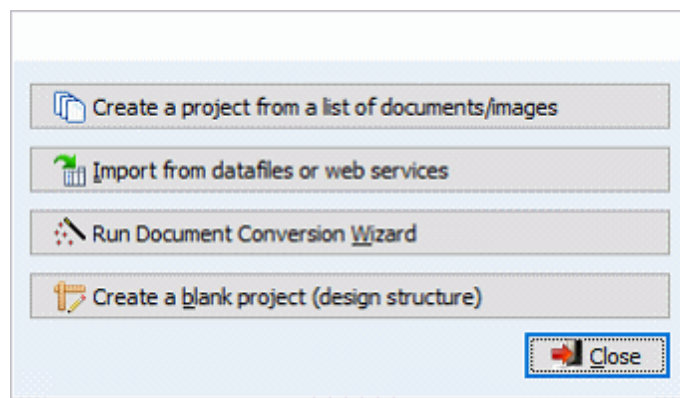 Create a project from a list of documents/images
Import from datafiles or web services
Run Document Conversion Wizard
Create a blank project (design structure)
Close